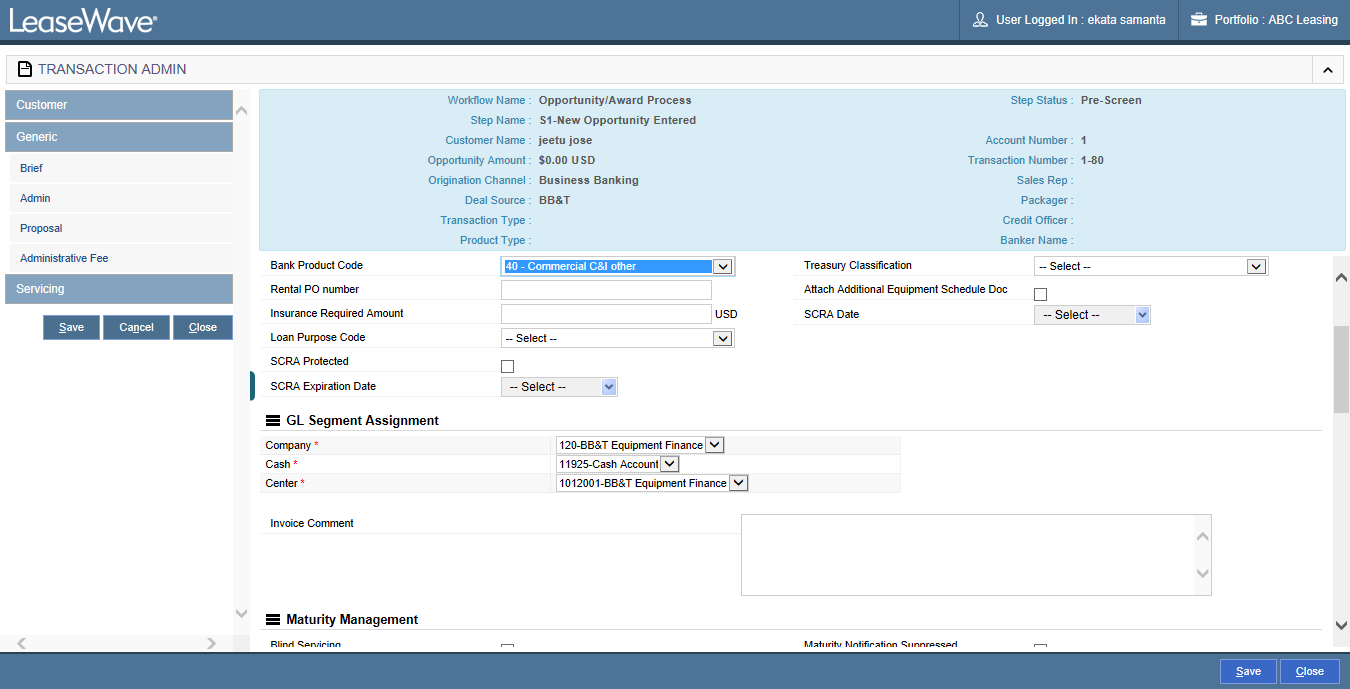 LeaseWave®
User Logged In : ekata samanta
Portfolio : ABC Leasing
TRANSACTION ADMIN
Customer
Generic
Brief
Admin
Proposal
Administrative Fee
Servicing
Save Cancel Close
Workflow Name : Opportunity/Award Process Step Status : Pre-Screen
Step Name : S1-New Opportunity Entered
Customer Name : jeetu jose Account Number : 1
Opportunity Amount : $0.00 USD Transaction Number : 1-80
Origination Channel : Business Banking Sales Rep :
Deal Source : BB&T Packager :
Transaction Type : Credit Officer :
Product Type : Banker Name :
Bank Product Code 40 - Commercial C&I other Treasury Classification -- Select --
Rental PO number Attach Additional Equipment Schedule Doc
Insurance Required Amount USD SCRA Date -- Select --
Loan Purpose Code -- Select --
SCRA Protected
SCRA Expiration Date -- Select --
GL Segment Assignment
Company * 120-BB&T Equipment Finance
Cash * 11925-Cash Account
Center * 1012001-BB&T Equipment Finance
Invoice Comment
Maturity Management
Blind Servicing Maturity Notification Suppressed
Save Close